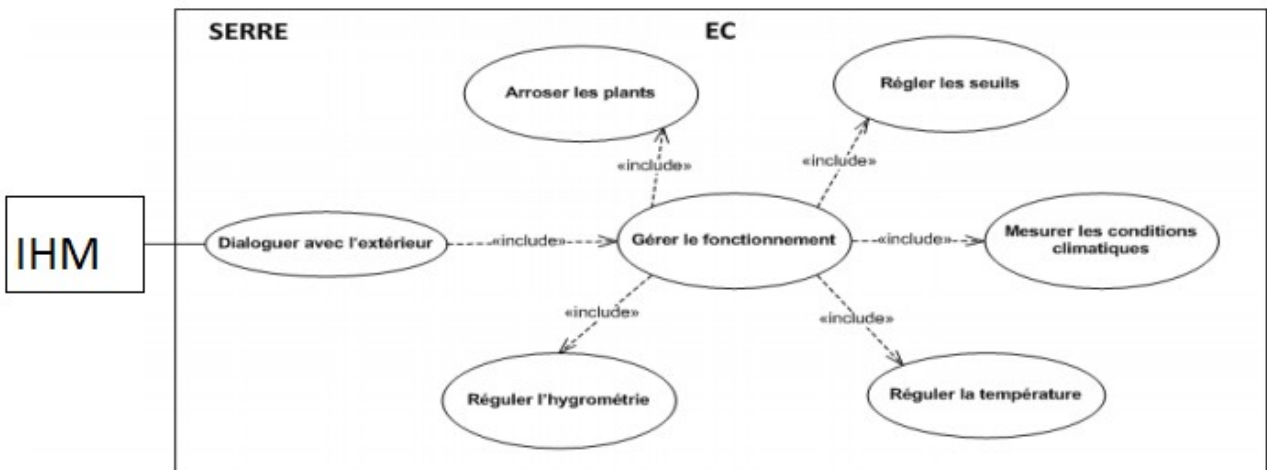 SERRE
EC
Arroser les plants
Régler les seuils
«include»
«include»
IHM
Dialoguer avec l'extérieur
«include»
Gérer le fonctionnement
«include»
Mesurer les conditions
climatiques
«include»
«include»
Réguler l'hygrométrie
Réguler la température